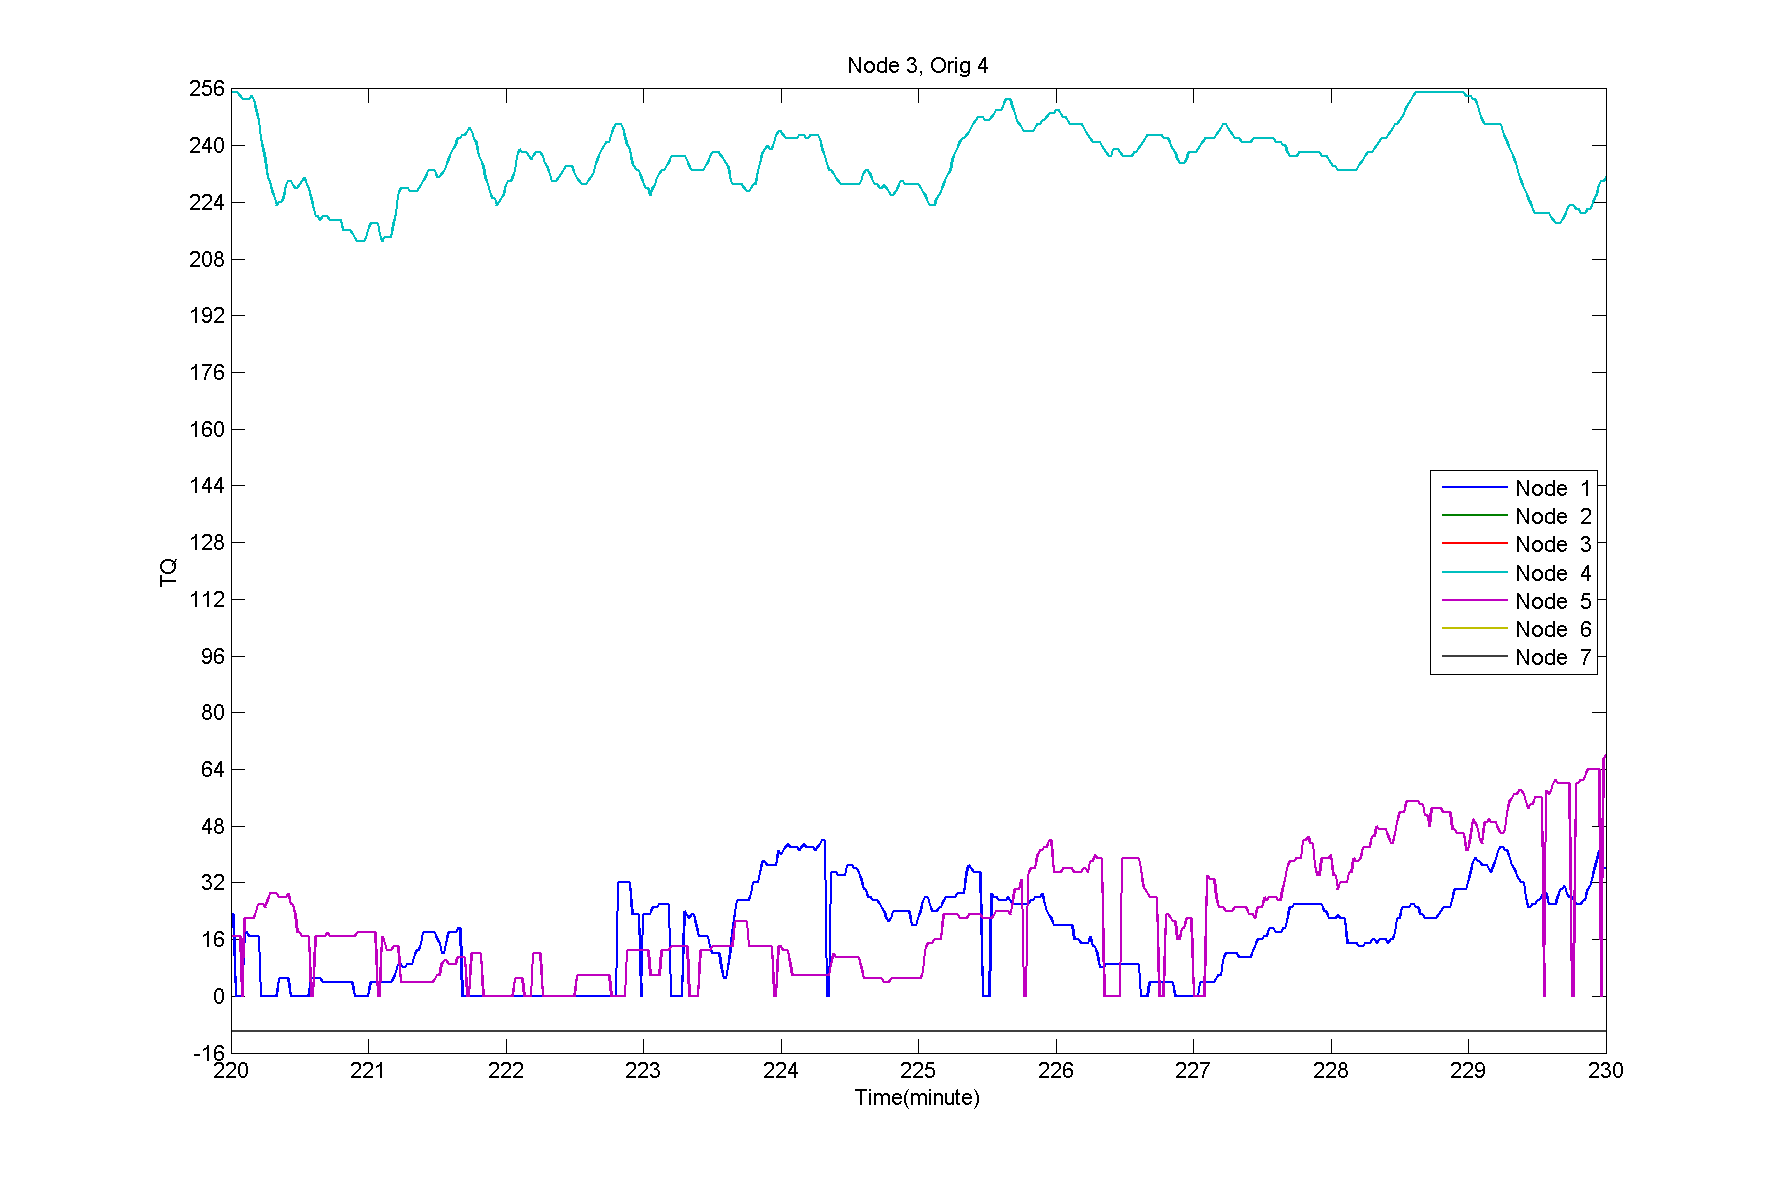 Node 3, Orig 4
256
240
224
208
192
176
160
144
128
112
96
80
64
48
32
16
0
-16
TQ
Node 1
Node 2
Node 3
Node 4
Node 5
Node 6
Node 7
220 221 222 223 224 225 226 227 228 229 230
Time(minute)